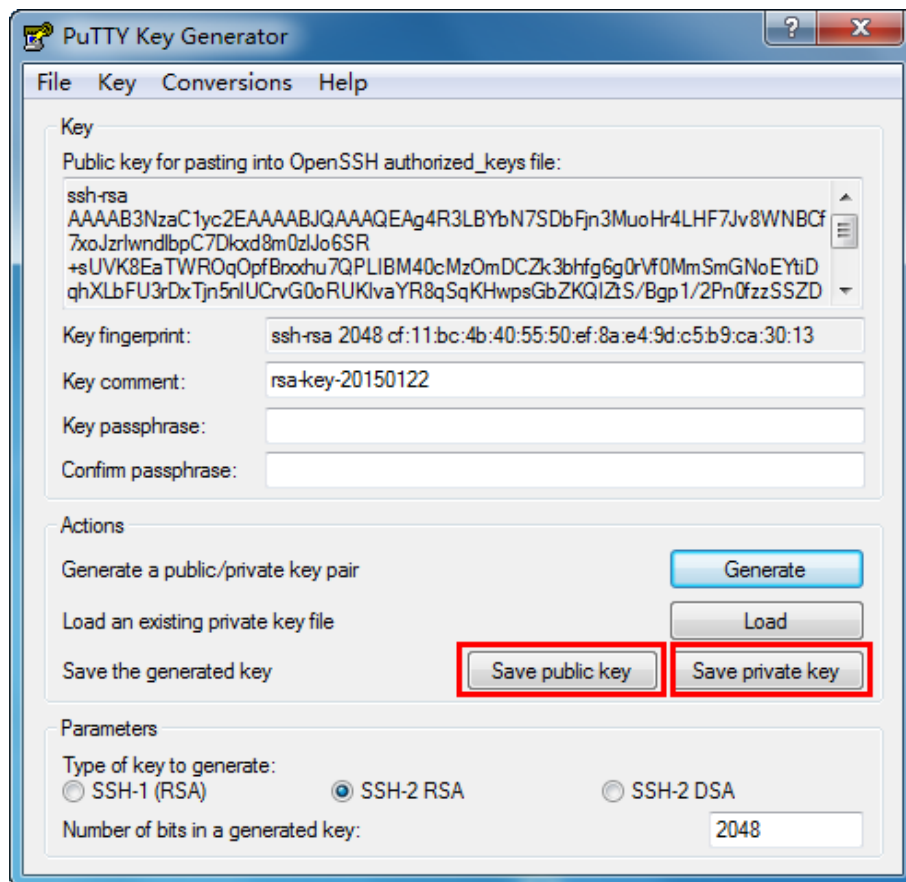 PuTTY Key Generator
File Key Conversions Help
Key
Public key for pasting into OpenSSH authorized_keys file:
ssh-rsa
AAAAB3NzaC1yc2EAAAABJQAAAQEAg4R3LBYbN7SDbFjn3MuoHr4LHF7Jv8WNBCf
7xoJzrlwndlbpC7Dkxd8m0zlJo6SR
+sUVK8EaTWROqOpfBrxxhu7QPLIBM40cMzOmDCZk3bhfg6g0rVf0MmSmGNoEYtiD
qhXLbFU3rDxTjn5nlUCrvG0oRUKlvaYR8qSqKHwpsGbZKQIZtS/Bgp1/2Pn0fzzSSZD
Key fingerprint: ssh-rsa 2048 cf:11:bc:4b:40:55:50:ef:8a:e4:9d:c5:b9:ca:30:13
Key comment: rsa-key-20150122
Key passphrase:
Confirm passphrase:
Actions
Generate a public/private key pair Generate
Load an existing private key file Load
Save the generated key Save public key Save private key
Parameters
Type of key to generate:
SSH-1 (RSA) SSH-2 RSA SSH-2 DSA
Number of bits in a generated key: 2048